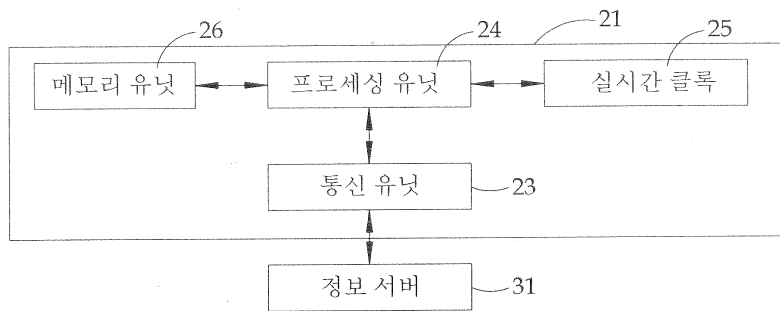 21
26
24
25
메모리 유닛
프로세싱 유닛
실시간 클록
통신 유닛
23
정보 서버
31